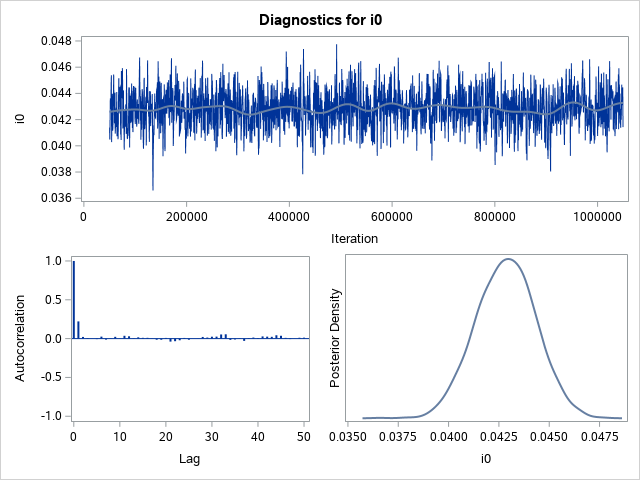 Diagnostics for i0
0.048
0.046
0.044
0.042
0.040
0.038
0.036
i0
0 200000 400000 600000 800000 1000000
Iteration
1.0
0.5
0.0
-0.5
-1.0
Autocorrelation
0 10 20 30 40 50
Lag
Posterior Density
0.0350 0.0375 0.0400 0.0425 0.0450 0.0475
i0